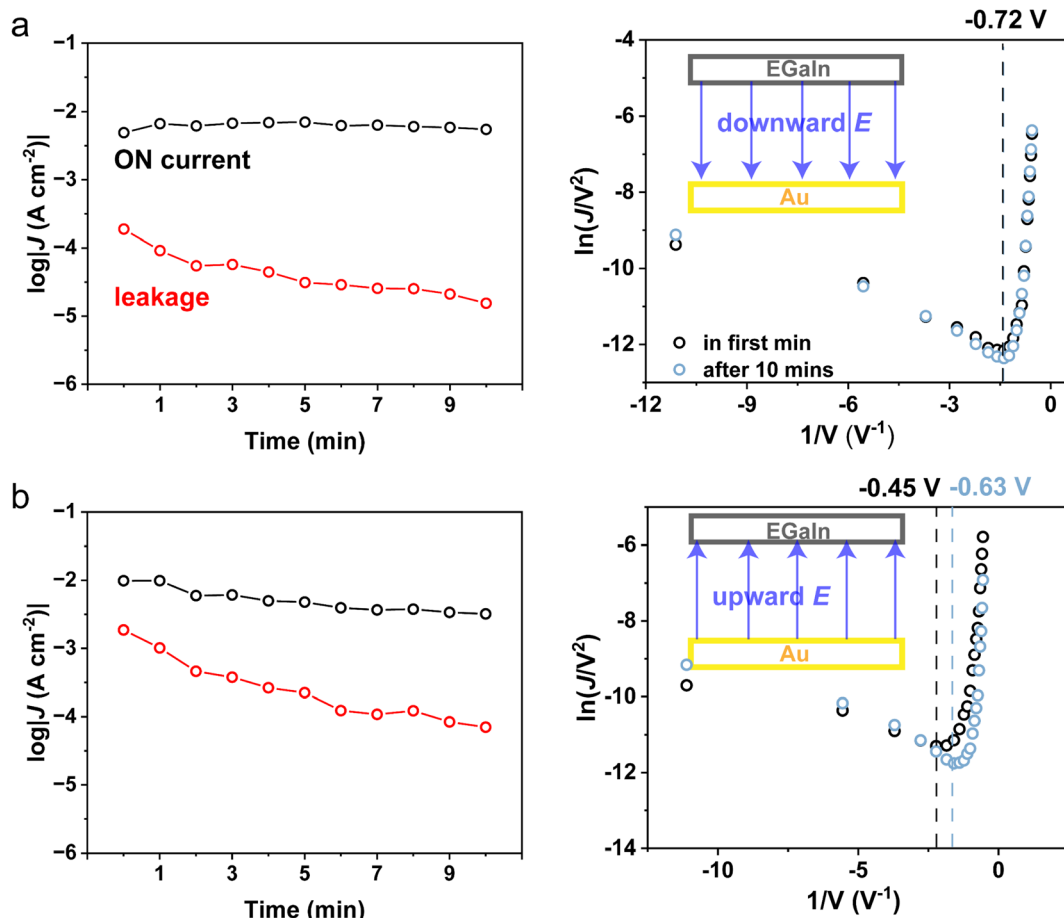 a
−1
−2
−3
−4
−5
−6
log|J (A cm-2)|
ON current
leakage
1
3
5
7
9
Time (min)
-0.72 V
-4
-6
-8
-10
-12
ln(J/V2)
EGaIn
downward E
Au
in first min
after 10 mins
-12
-9
-6
-3
0
1/V (V-1)
b
−1
−2
−3
−4
−5
−6
log|J (A cm-2)|
1
3
5
7
9
Time (min)
-0.45 V
-0.63 V
-6
-8
-10
-12
-14
ln(J/V2)
EGaIn
upward E
Au
-10
-5
0
1/V (V-1)